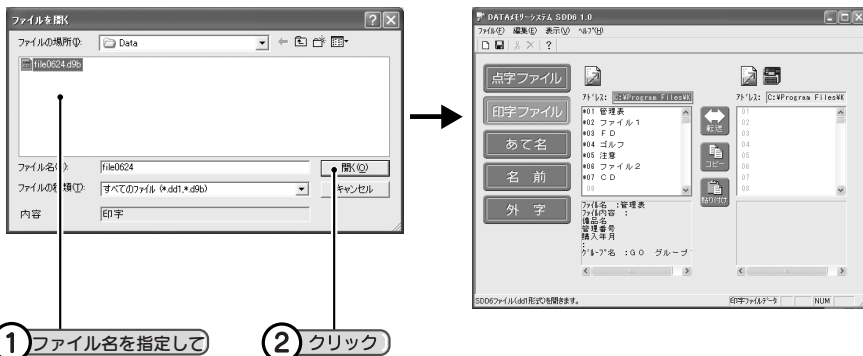 ファイルを開く
ファイルの場所(I):
Data
file0624.d9b
ファイル名(N):
file0624
開く(O)
ファイルの種類(T):
すべてのファイル (*.dd1,*.d9b)
キャンセル
内容
印字
1 ファイル名を指定して
2 クリック
DATAメモリーシステム SDD6 1.0
ファイル(F) 編集(E) 表示(V) ヘルプ(H)
点字ファイル
印字ファイル
あて名
名 前
外 字
アドレス: C:¥Program Files¥K
*01 管理表
*02 ファイル1
*03 ＦＤ
*04 ゴルフ
*05 注意
*06 ファイル2
*07 ＣＤ
08
ファイル名 :管理表
ファイル内容 :
備品名
管理番号
購入年月
:
グループ名 :ＧＯ グループ
転送
コピー
貼り付け
アドレス: C:¥Program Files¥K
01
02
03
04
05
06
07
08
SDD6ファイル(dd1形式)を開きます。
印字ファイルデータ
NUM